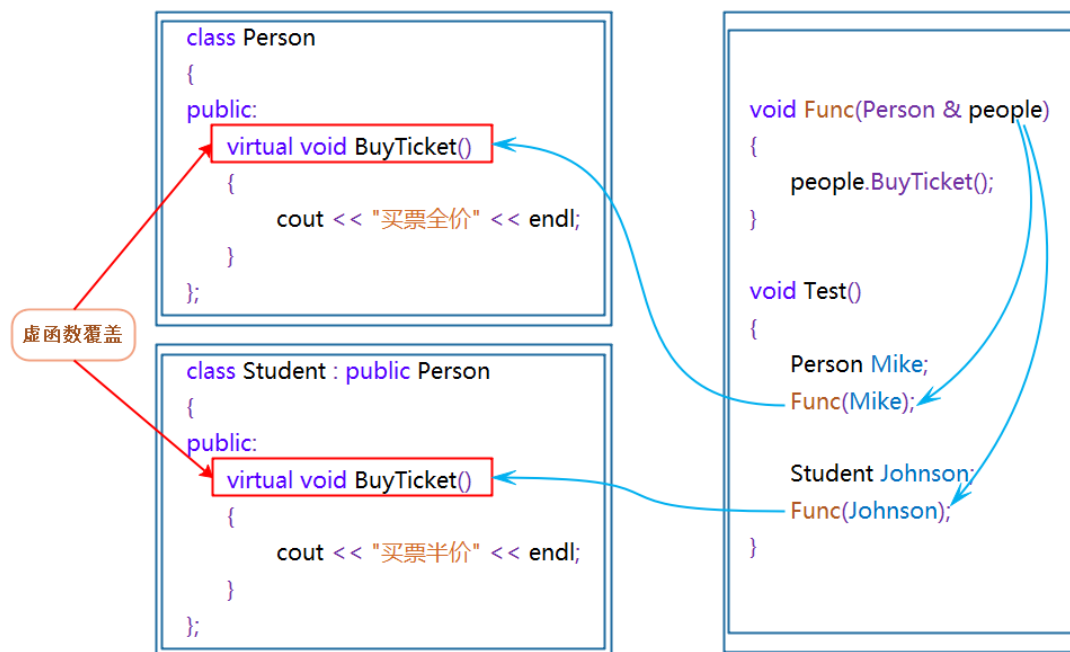 class Person
{
public:
virtual void BuyTicket()
{
cout << "买票全价" << endl;
}
};
虚函数覆盖
class Student : public Person
{
public:
virtual void BuyTicket()
{
cout << "买票半价" << endl;
}
};
void Func(Person & people)
{
people.BuyTicket();
}
void Test()
{
Person Mike;
Func(Mike);
Student Johnson;
Func(Johnson);
}